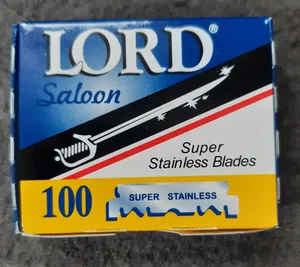 LORD®
Saloon
Super
Stainless Blades
100
SUPER STAINLESS